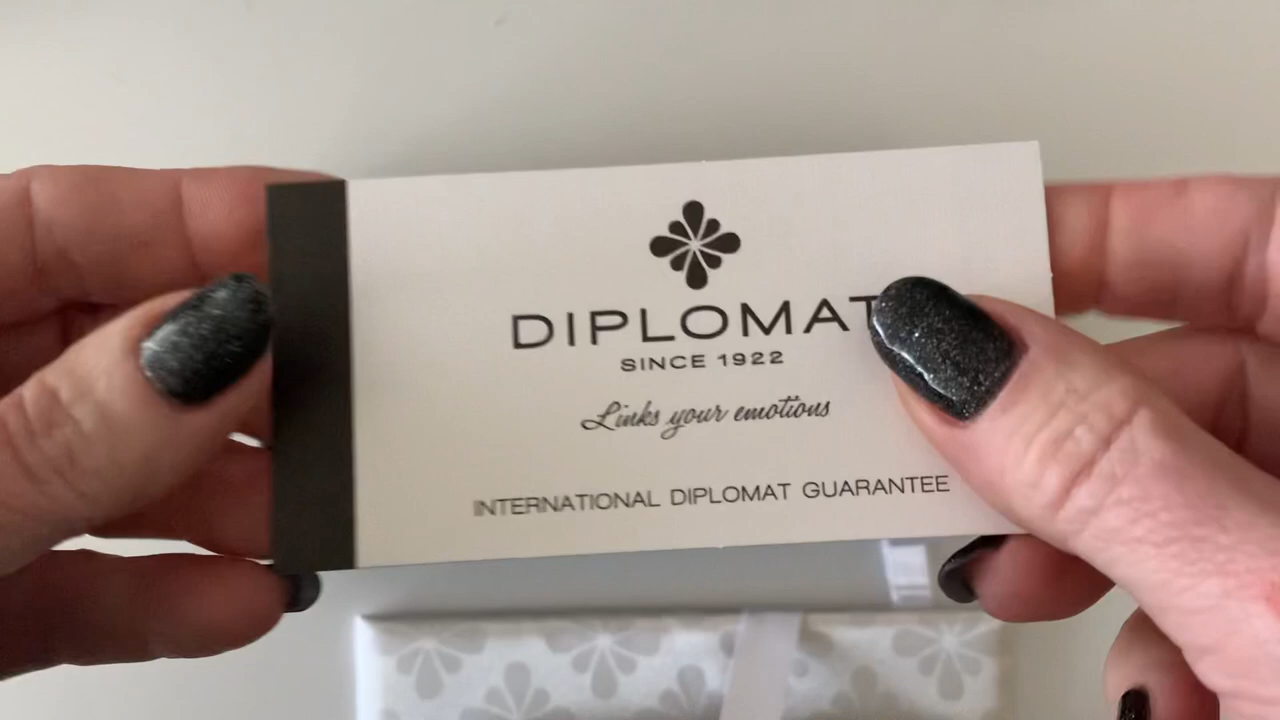 DIPLOMAT
SINCE 1922
Links your emotions
INTERNATIONAL DIPLOMAT GUARANTEE